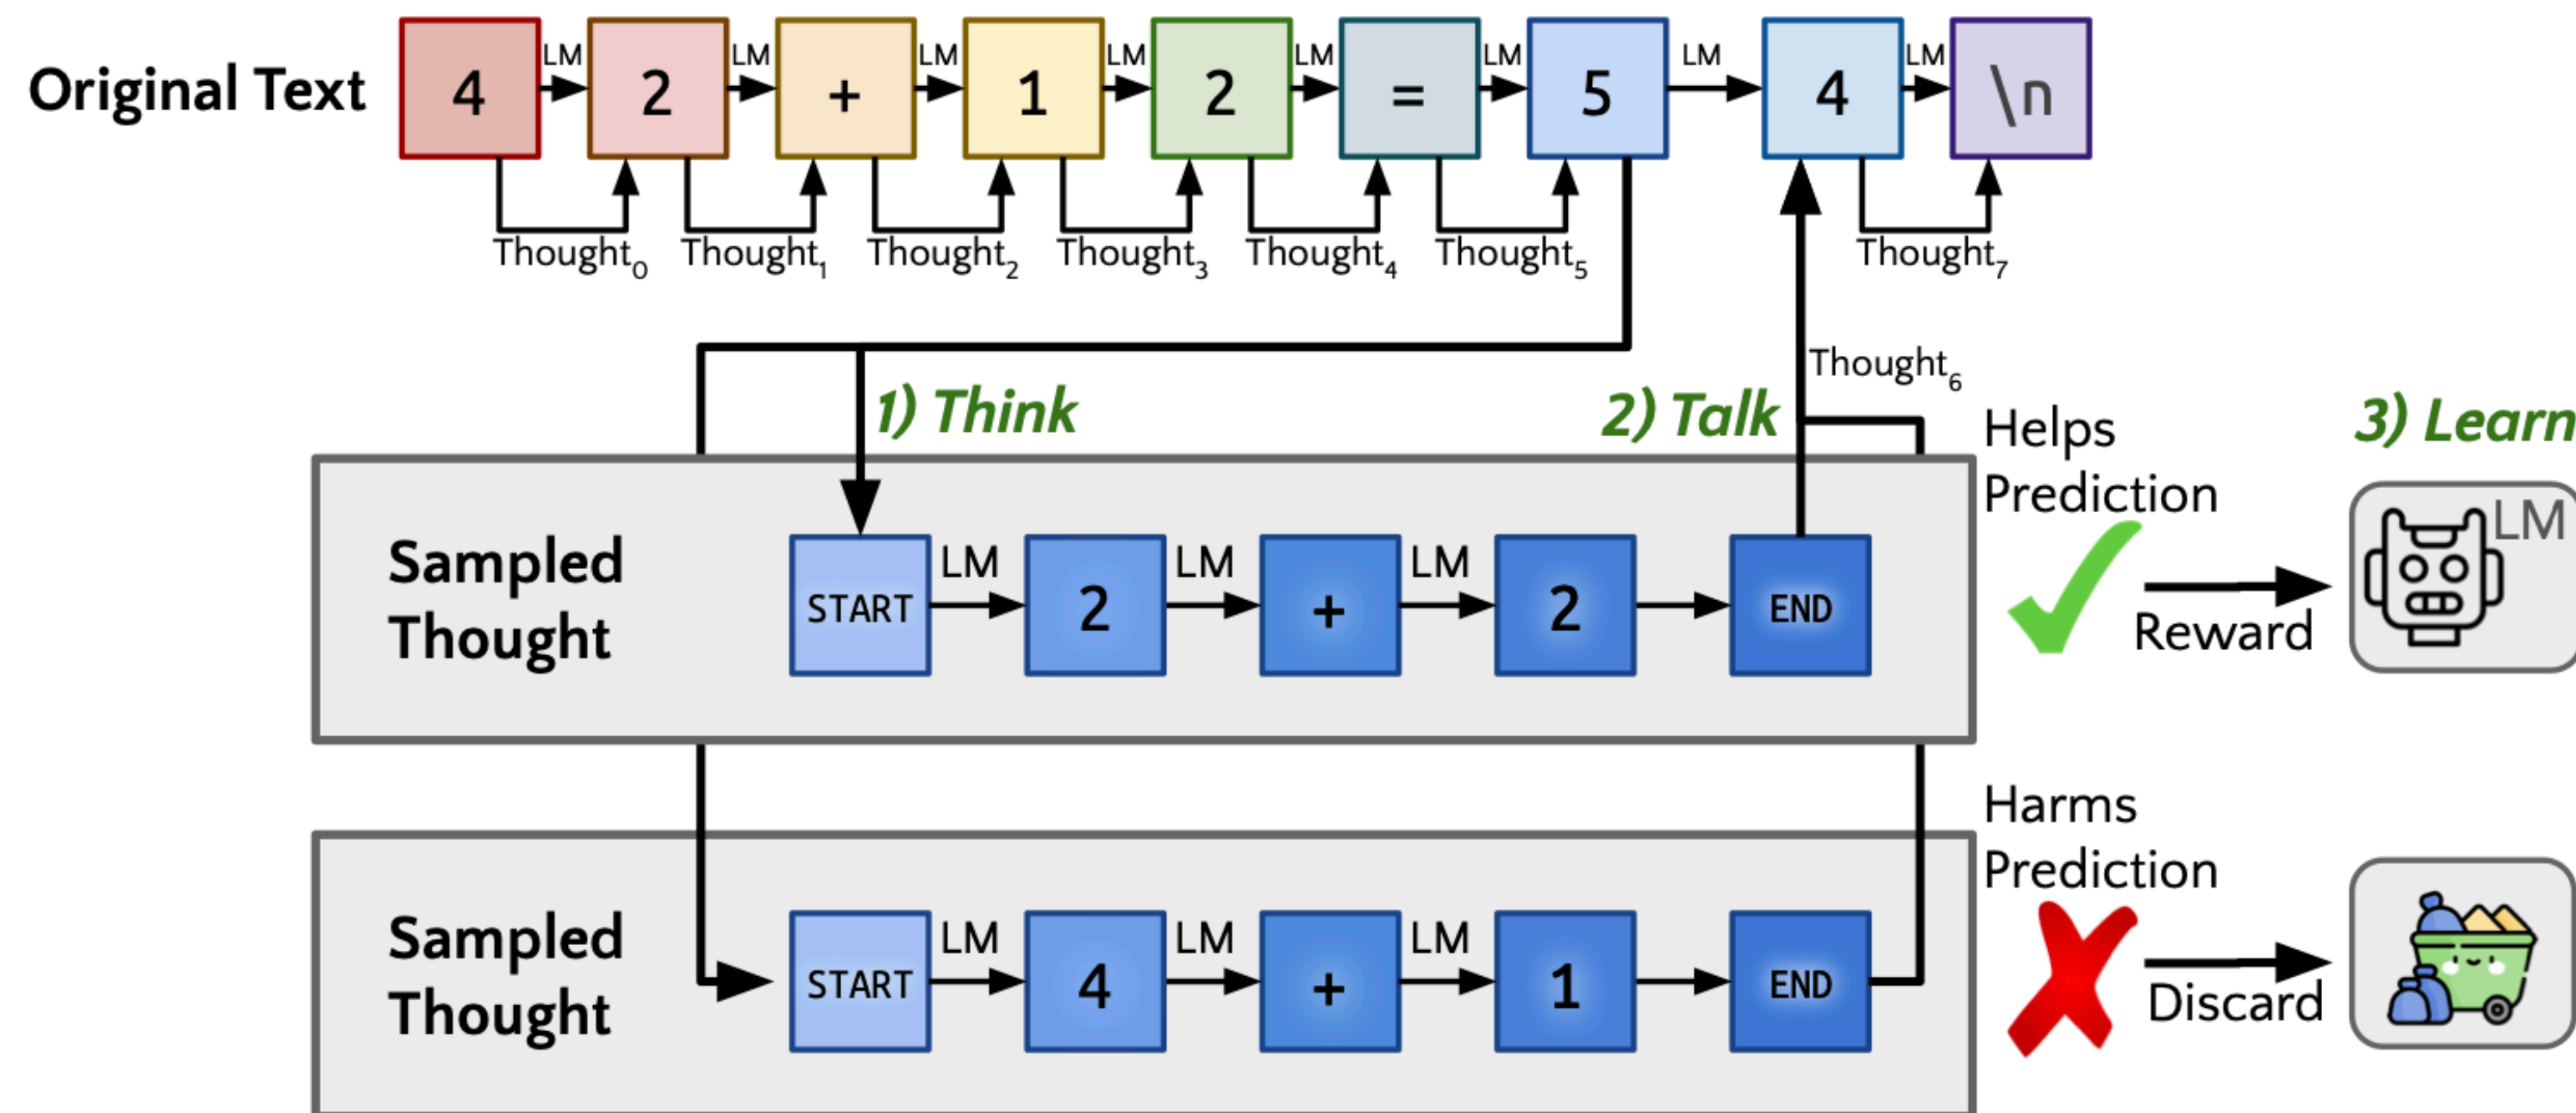 Original Text
4 LM 2 LM + LM 1 LM 2 LM = LM 5 LM 4 LM \n
Thought₀ Thought₁ Thought₂ Thought₃ Thought₄ Thought₅ Thought₇
Thought₆
1) Think
2) Talk
Helps
Prediction
3) Learn
Sampled
Thought
START LM 2 LM + LM 2 END
Reward
LM
Harms
Prediction
Sampled
Thought
START LM 4 LM + LM 1 END
Discard